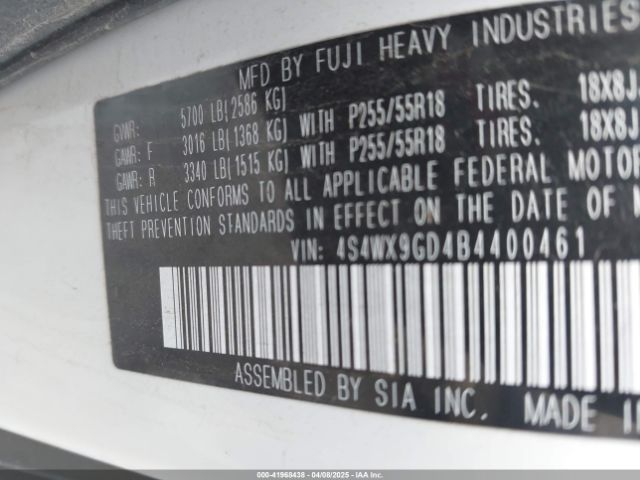 MFD BY FUJI HEAVY INDUSTRIES
GVWR: 5700 LB(2586 KG)
GAWR: F 3016 LB(1368 KG) WITH P255/55R18 TIRES. 18X8J
GAWR: R 3340 LB(1515 KG) WITH P255/55R18 TIRES. 18X8J
THIS VEHICLE CONFORMS TO ALL APPLICABLE FEDERAL MOTOR
THEFT PREVENTION STANDARDS IN EFFECT ON THE DATE OF M
VIN: 4S4WX9GD4B4400461
ASSEMBLED BY SIA INC. MADE I
000-41968438 - 04/08/2025 - IAAI.COM